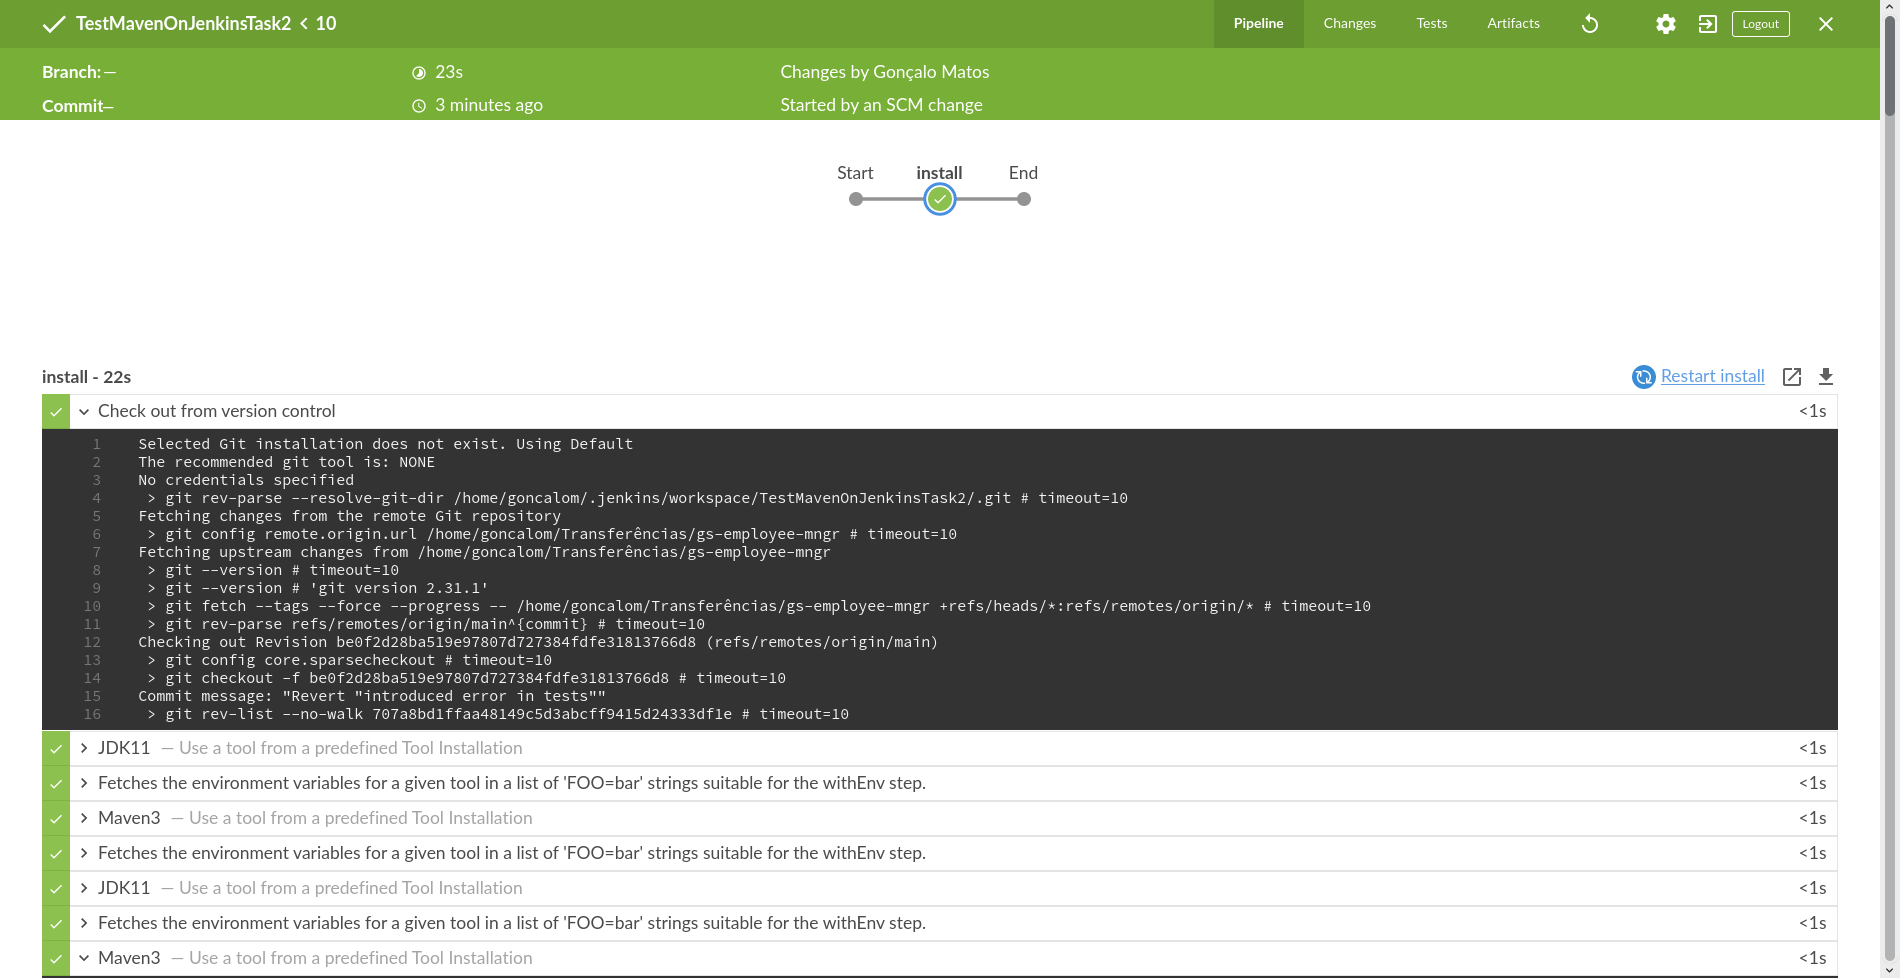 TestMavenOnJenkinsTask2 < 10
Pipeline
Changes
Tests
Artifacts
Logout
Branch: —
23s
Changes by Gonçalo Matos
Commit—
3 minutes ago
Started by an SCM change
Start
install
End
install - 22s
Restart install
Check out from version control
<1s
1 Selected Git installation does not exist. Using Default
2 The recommended git tool is: NONE
3 No credentials specified
4 > git rev-parse --resolve-git-dir /home/goncalom/.jenkins/workspace/TestMavenOnJenkinsTask2/.git # timeout=10
5 Fetching changes from the remote Git repository
6 > git config remote.origin.url /home/goncalom/Transferências/gs-employee-mngr # timeout=10
7 Fetching upstream changes from /home/goncalom/Transferências/gs-employee-mngr
8 > git --version # timeout=10
9 > git --version # 'git version 2.31.1'
10 > git fetch --tags --force --progress -- /home/goncalom/Transferências/gs-employee-mngr +refs/heads/*:refs/remotes/origin/* # timeout=10
11 > git rev-parse refs/remotes/origin/main^{commit} # timeout=10
12 Checking out Revision be0f2d28ba519e97807d727384fdfe31813766d8 (refs/remotes/origin/main)
13 > git config core.sparsecheckout # timeout=10
14 > git checkout -f be0f2d28ba519e97807d727384fdfe31813766d8 # timeout=10
15 Commit message: "Revert "introduced error in tests""
16 > git rev-list --no-walk 707a8bd1ffaa48149c5d3abcff9415d24333df1e # timeout=10
JDK11 — Use a tool from a predefined Tool Installation <1s
Fetches the environment variables for a given tool in a list of 'FOO=bar' strings suitable for the withEnv step. <1s
Maven3 — Use a tool from a predefined Tool Installation <1s
Fetches the environment variables for a given tool in a list of 'FOO=bar' strings suitable for the withEnv step. <1s
JDK11 — Use a tool from a predefined Tool Installation <1s
Fetches the environment variables for a given tool in a list of 'FOO=bar' strings suitable for the withEnv step. <1s
Maven3 — Use a tool from a predefined Tool Installation <1s